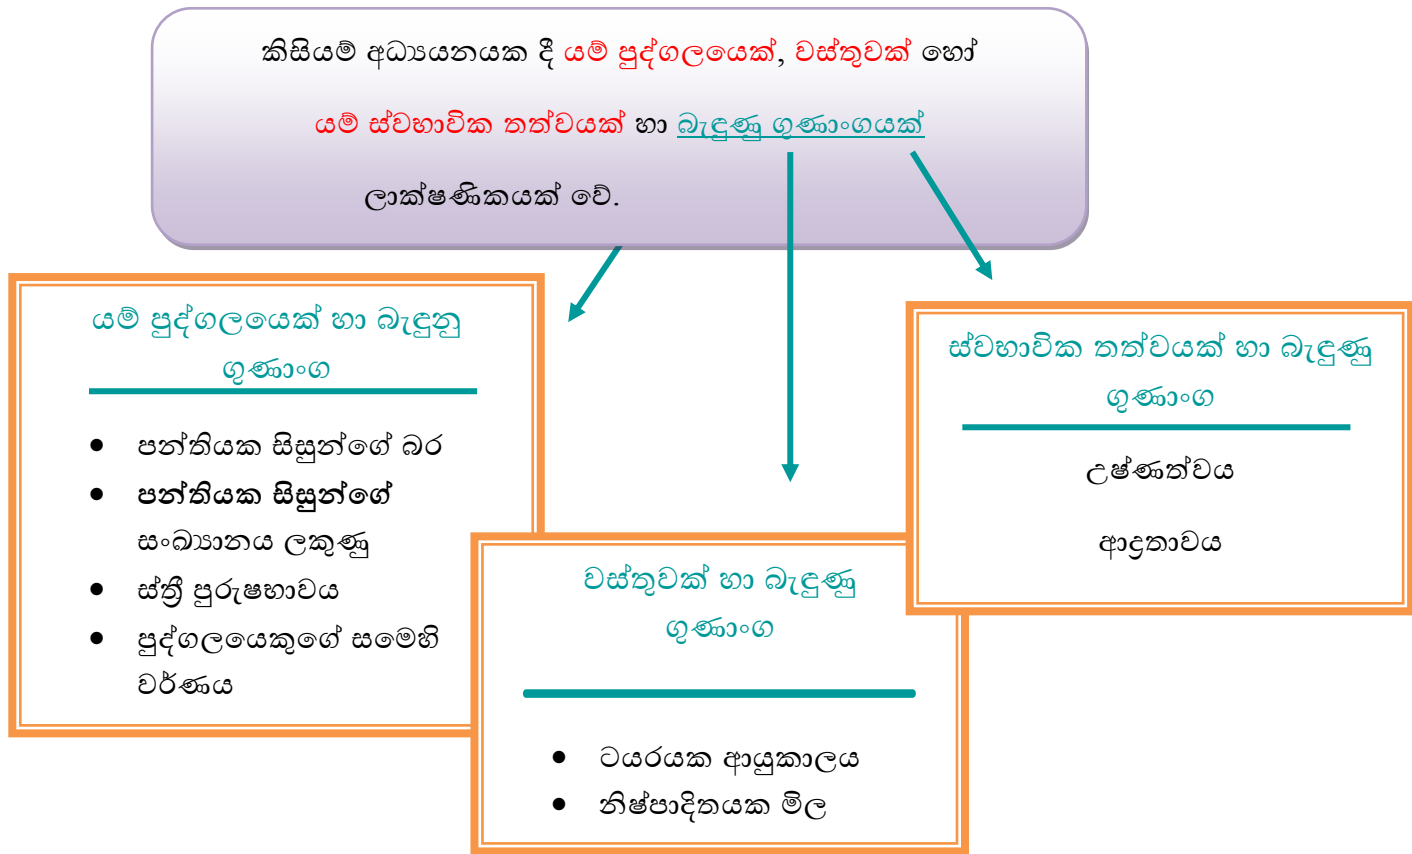 කිසියම් අධ්‍යයනයක දී යම් පුද්ගලයෙක්, වස්තුවක් හෝ
යම් ස්වභාවික තත්වයක් හා බැඳුණු ගුණාංගයක්
ලාක්ෂණිකයක් වේ.
යම් පුද්ගලයෙක් හා බැඳුනු
ගුණාංග
• පන්තියක සිසුන්ගේ බර
• පන්තියක සිසුන්ගේ
සංඛ්‍යානය ලකුණු
• ස්ත්‍රී පුරුෂභාවය
• පුද්ගලයෙකුගේ සමෙහි
වර්ණය
වස්තුවක් හා බැඳුණු
ගුණාංග
• ටයරයක ආයුකාලය
• නිෂ්පාදිතයක මිල
ස්වභාවික තත්වයක් හා බැඳුණු
ගුණාංග
උෂ්ණත්වය
ආද්‍රතාවය